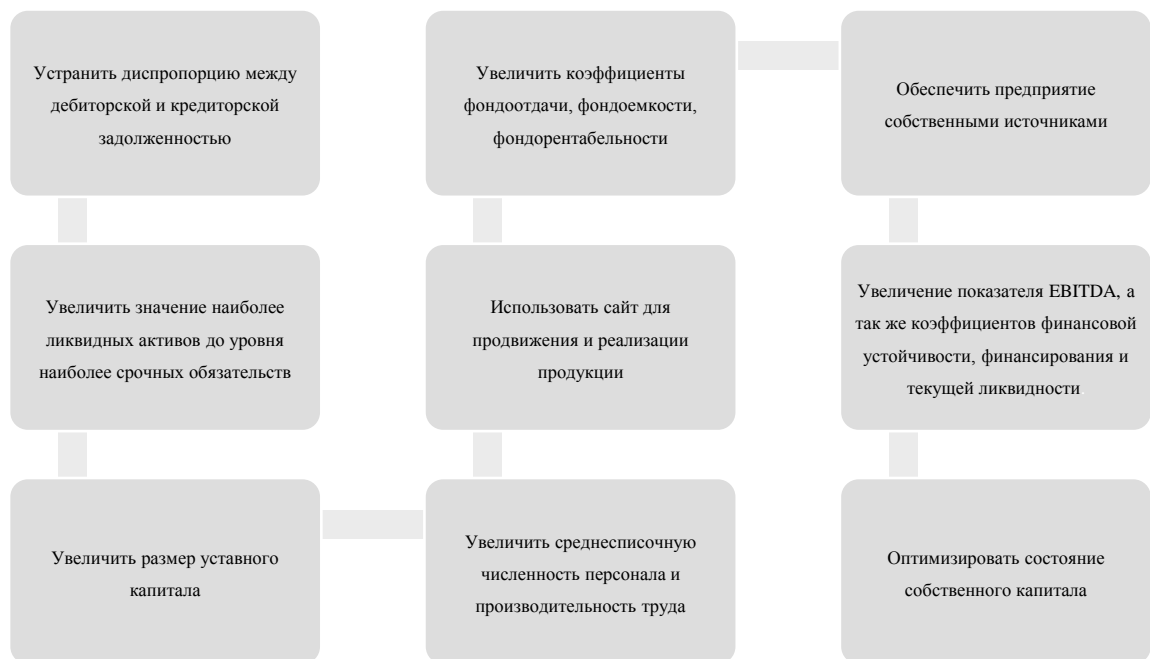 Устранить диспропорцию между
дебиторской и кредиторской
задолженностью
Увеличить значение наиболее
ликвидных активов до уровня
наиболее срочных обязательств
Увеличить размер уставного
капитала
Увеличить среднесписочную
численность персонала и
производительность труда
Использовать сайт для
продвижения и реализации
продукции
Увеличить коэффициенты
фондоотдачи, фондоемкости,
фондорентабельности
Обеспечить предприятие
собственными источниками
Увеличение показателя EBITDA, а
так же коэффициентов финансовой
устойчивости, финансирования и
текущей ликвидности
Оптимизировать состояние
собственного капитала